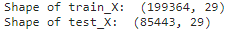 Shape of train_X:  (199364, 29)
Shape of test_X:  (85443, 29)